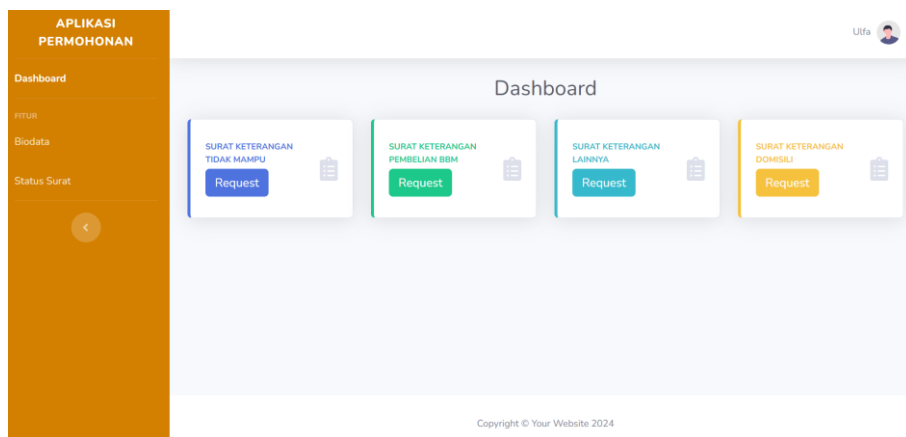 APLIKASI
PERMOHONAN
Dashboard
FITUR
Biodata
Status Surat
Ulfa
Dashboard
SURAT KETERANGAN
TIDAK MAMPU
Request
SURAT KETERANGAN
PEMBELIAN BBM
Request
SURAT KETERANGAN
LAINNYA
Request
SURAT KETERANGAN
DOMISILI
Request
Copyright © Your Website 2024